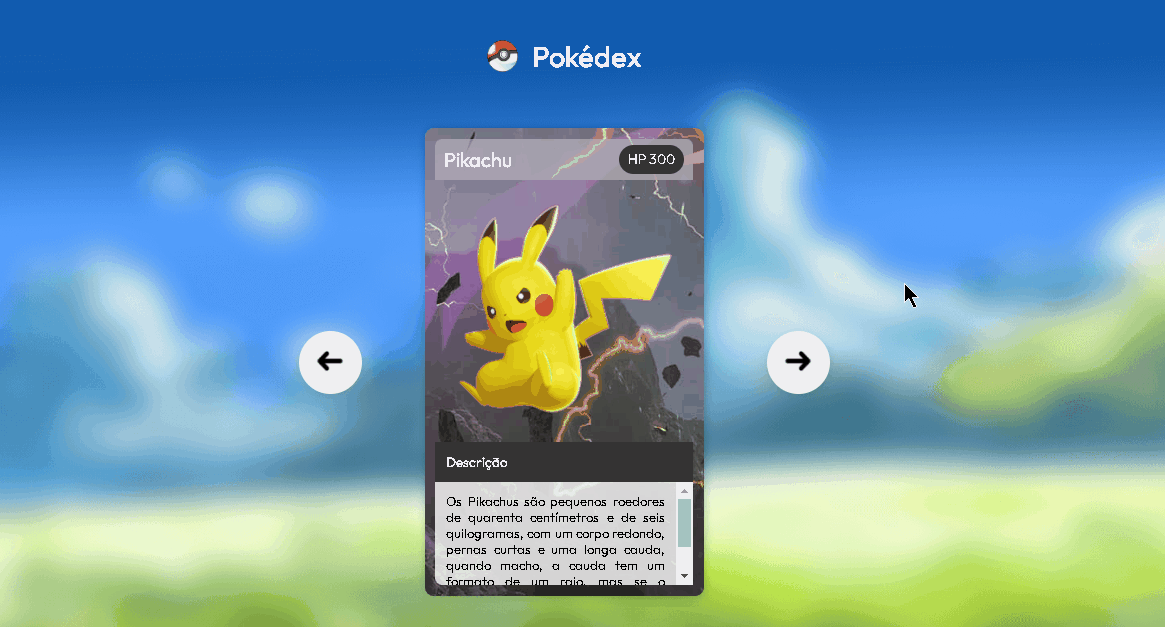 Pokédex
Pikachu
HP 300
Descrição
Os Pikachus são pequenos roedores
de quarenta centímetros e de seis
quilogramas, com um corpo redondo,
pernas curtas e uma longa cauda,
quando macho, a cauda tem um
formato de um raio, mas se o